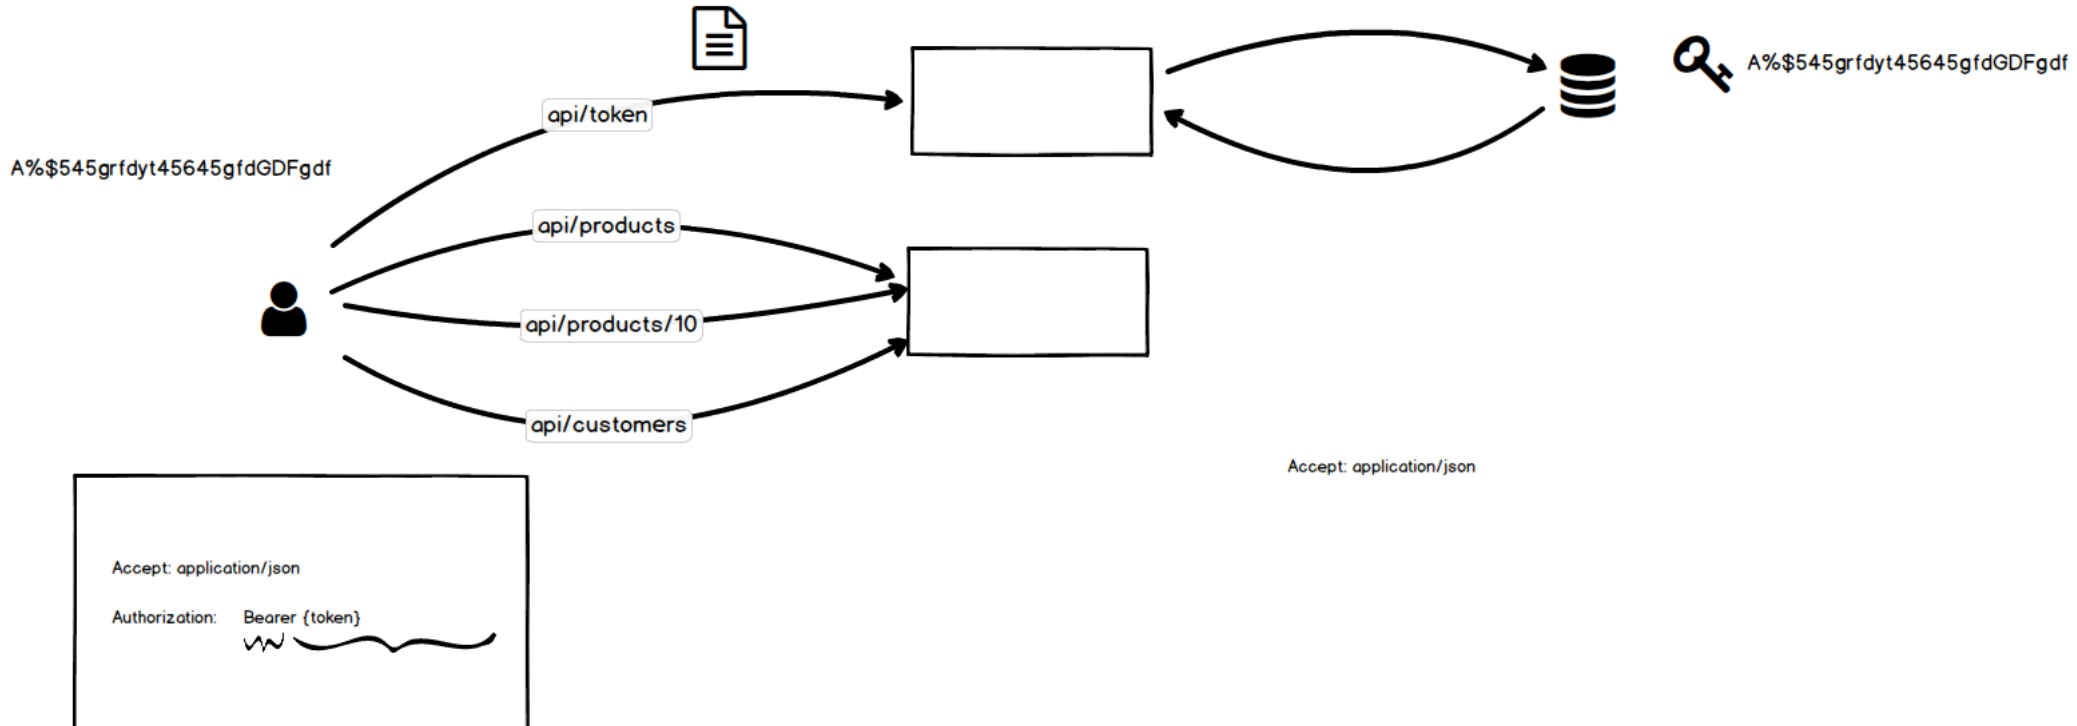 A%$545grfdyt45645gfdGDFgdf
api/token
A%$545grfdyt45645gfdGDFgdf
api/products
api/products/10
api/customers
Accept: application/json
Accept: application/json
Authorization: Bearer {token}